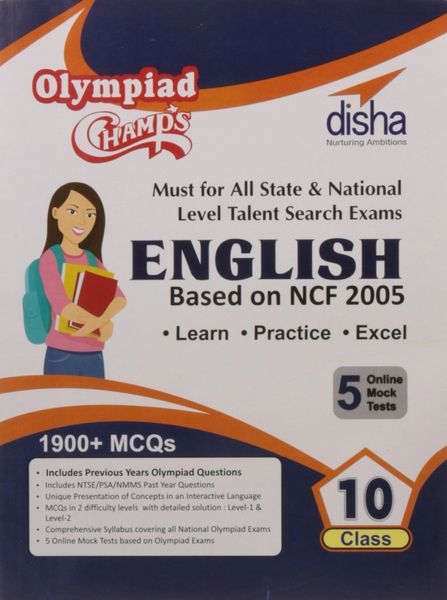 Olympiad
CHAMPS
disha
Nurturing Ambitions
Must for All State & National
Level Talent Search Exams
ENGLISH
Based on NCF 2005
• Learn • Practice • Excel
5 Online
Mock
Tests
1900+ MCQs
• Includes Previous Years Olympiad Questions
• Includes NTSE/PSA/NMMS Past Year Questions
• Unique Presentation of Concepts in an Interactive Language
• MCQs in 2 difficulty levels with detailed solution : Level-1 &
Level-2
• Comprehensive Syllabus covering all National Olympiad Exams
• 5 Online Mock Tests based on Olympiad Exams
10
Class